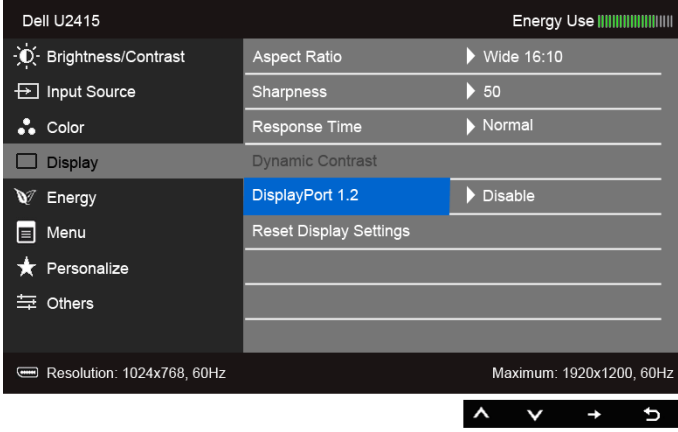 Dell U2415 Energy Use
Brightness/Contrast Aspect Ratio Wide 16:10
Input Source Sharpness 50
Color Response Time Normal
Display Dynamic Contrast
Energy DisplayPort 1.2 Disable
Menu Reset Display Settings
Personalize
Others
Resolution: 1024x768, 60Hz Maximum: 1920x1200, 60Hz